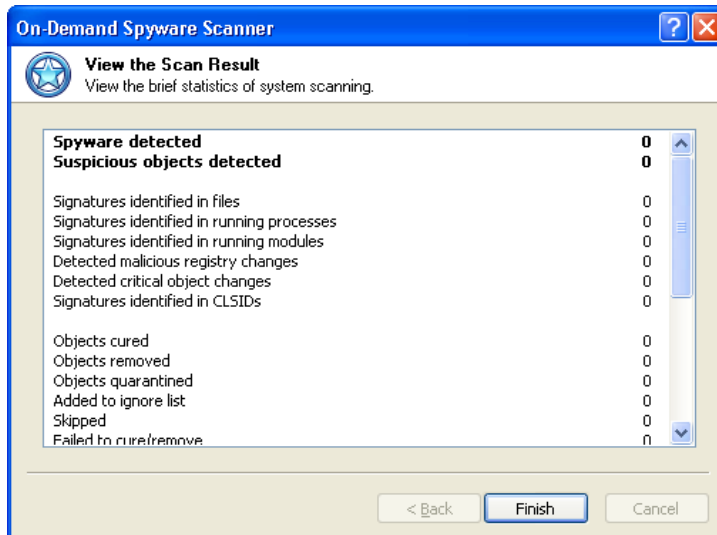 On-Demand Spyware Scanner
View the Scan Result
View the brief statistics of system scanning.
Spyware detected 0
Suspicious objects detected 0
Signatures identified in files 0
Signatures identified in running processes 0
Signatures identified in running modules 0
Detected malicious registry changes 0
Detected critical object changes 0
Signatures identified in CLSIDs 0
Objects cured 0
Objects removed 0
Objects quarantined 0
Added to ignore list 0
Skipped 0
Failed to cure/remove 0
< Back Finish Cancel